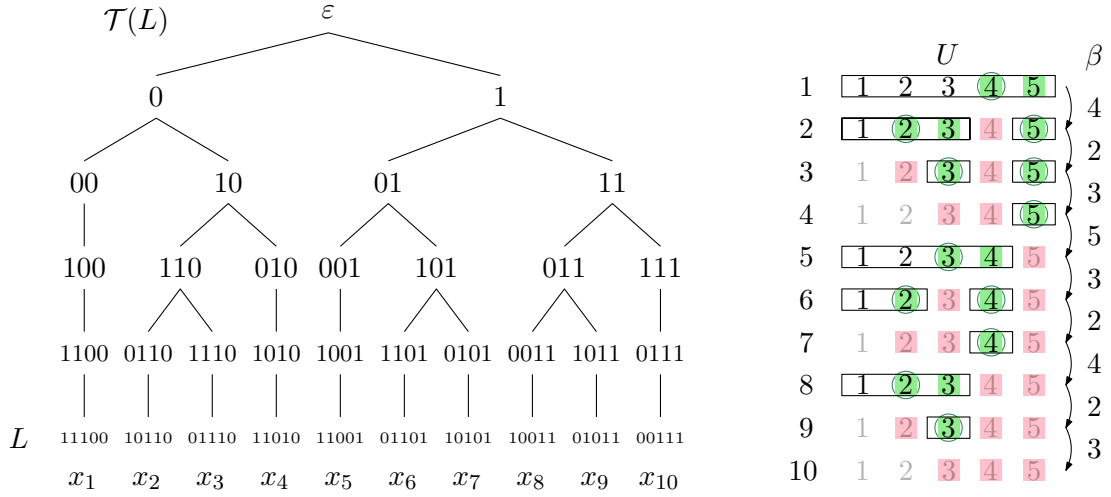 𝒯(L) ε
0 1
00 10 01 11
100 110 010 001 101 011 111
1100 0110 1110 1010 1001 1101 0101 0011 1011 0111
L 11100 10110 01110 11010 11001 01101 10101 10011 01011 00111
x₁ x₂ x₃ x₄ x₅ x₆ x₇ x₈ x₉ x₁₀
U β
1 1 2 3 4 5
4
2 1 2 3 4 5
2
3 1 2 3 4 5
3
4 1 2 3 4 5
5
5 1 2 3 4 5
3
6 1 2 3 4 5
2
7 1 2 3 4 5
4
8 1 2 3 4 5
2
9 1 2 3 4 5
3
10 1 2 3 4 5